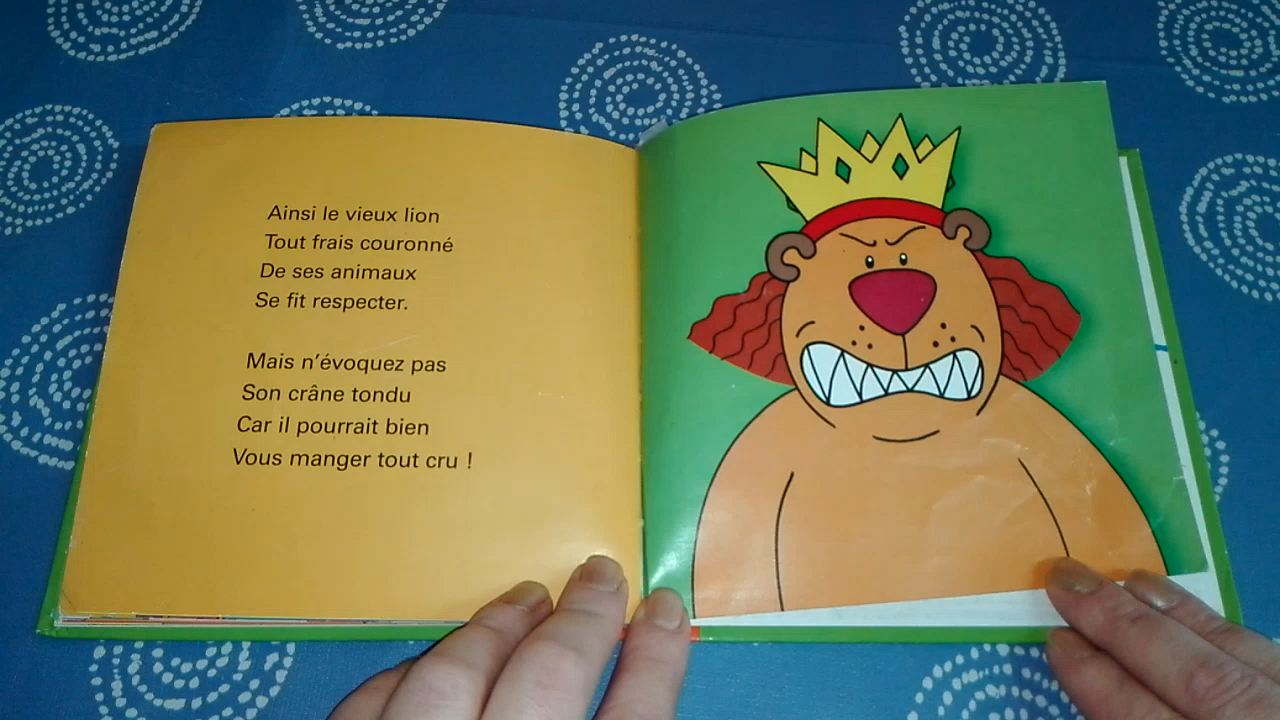 Ainsi le vieux lion
Tout frais couronné
De ses animaux
Se fit respecter.
Mais n'évoquez pas
Son crâne tondu
Car il pourrait bien
Vous manger tout cru !